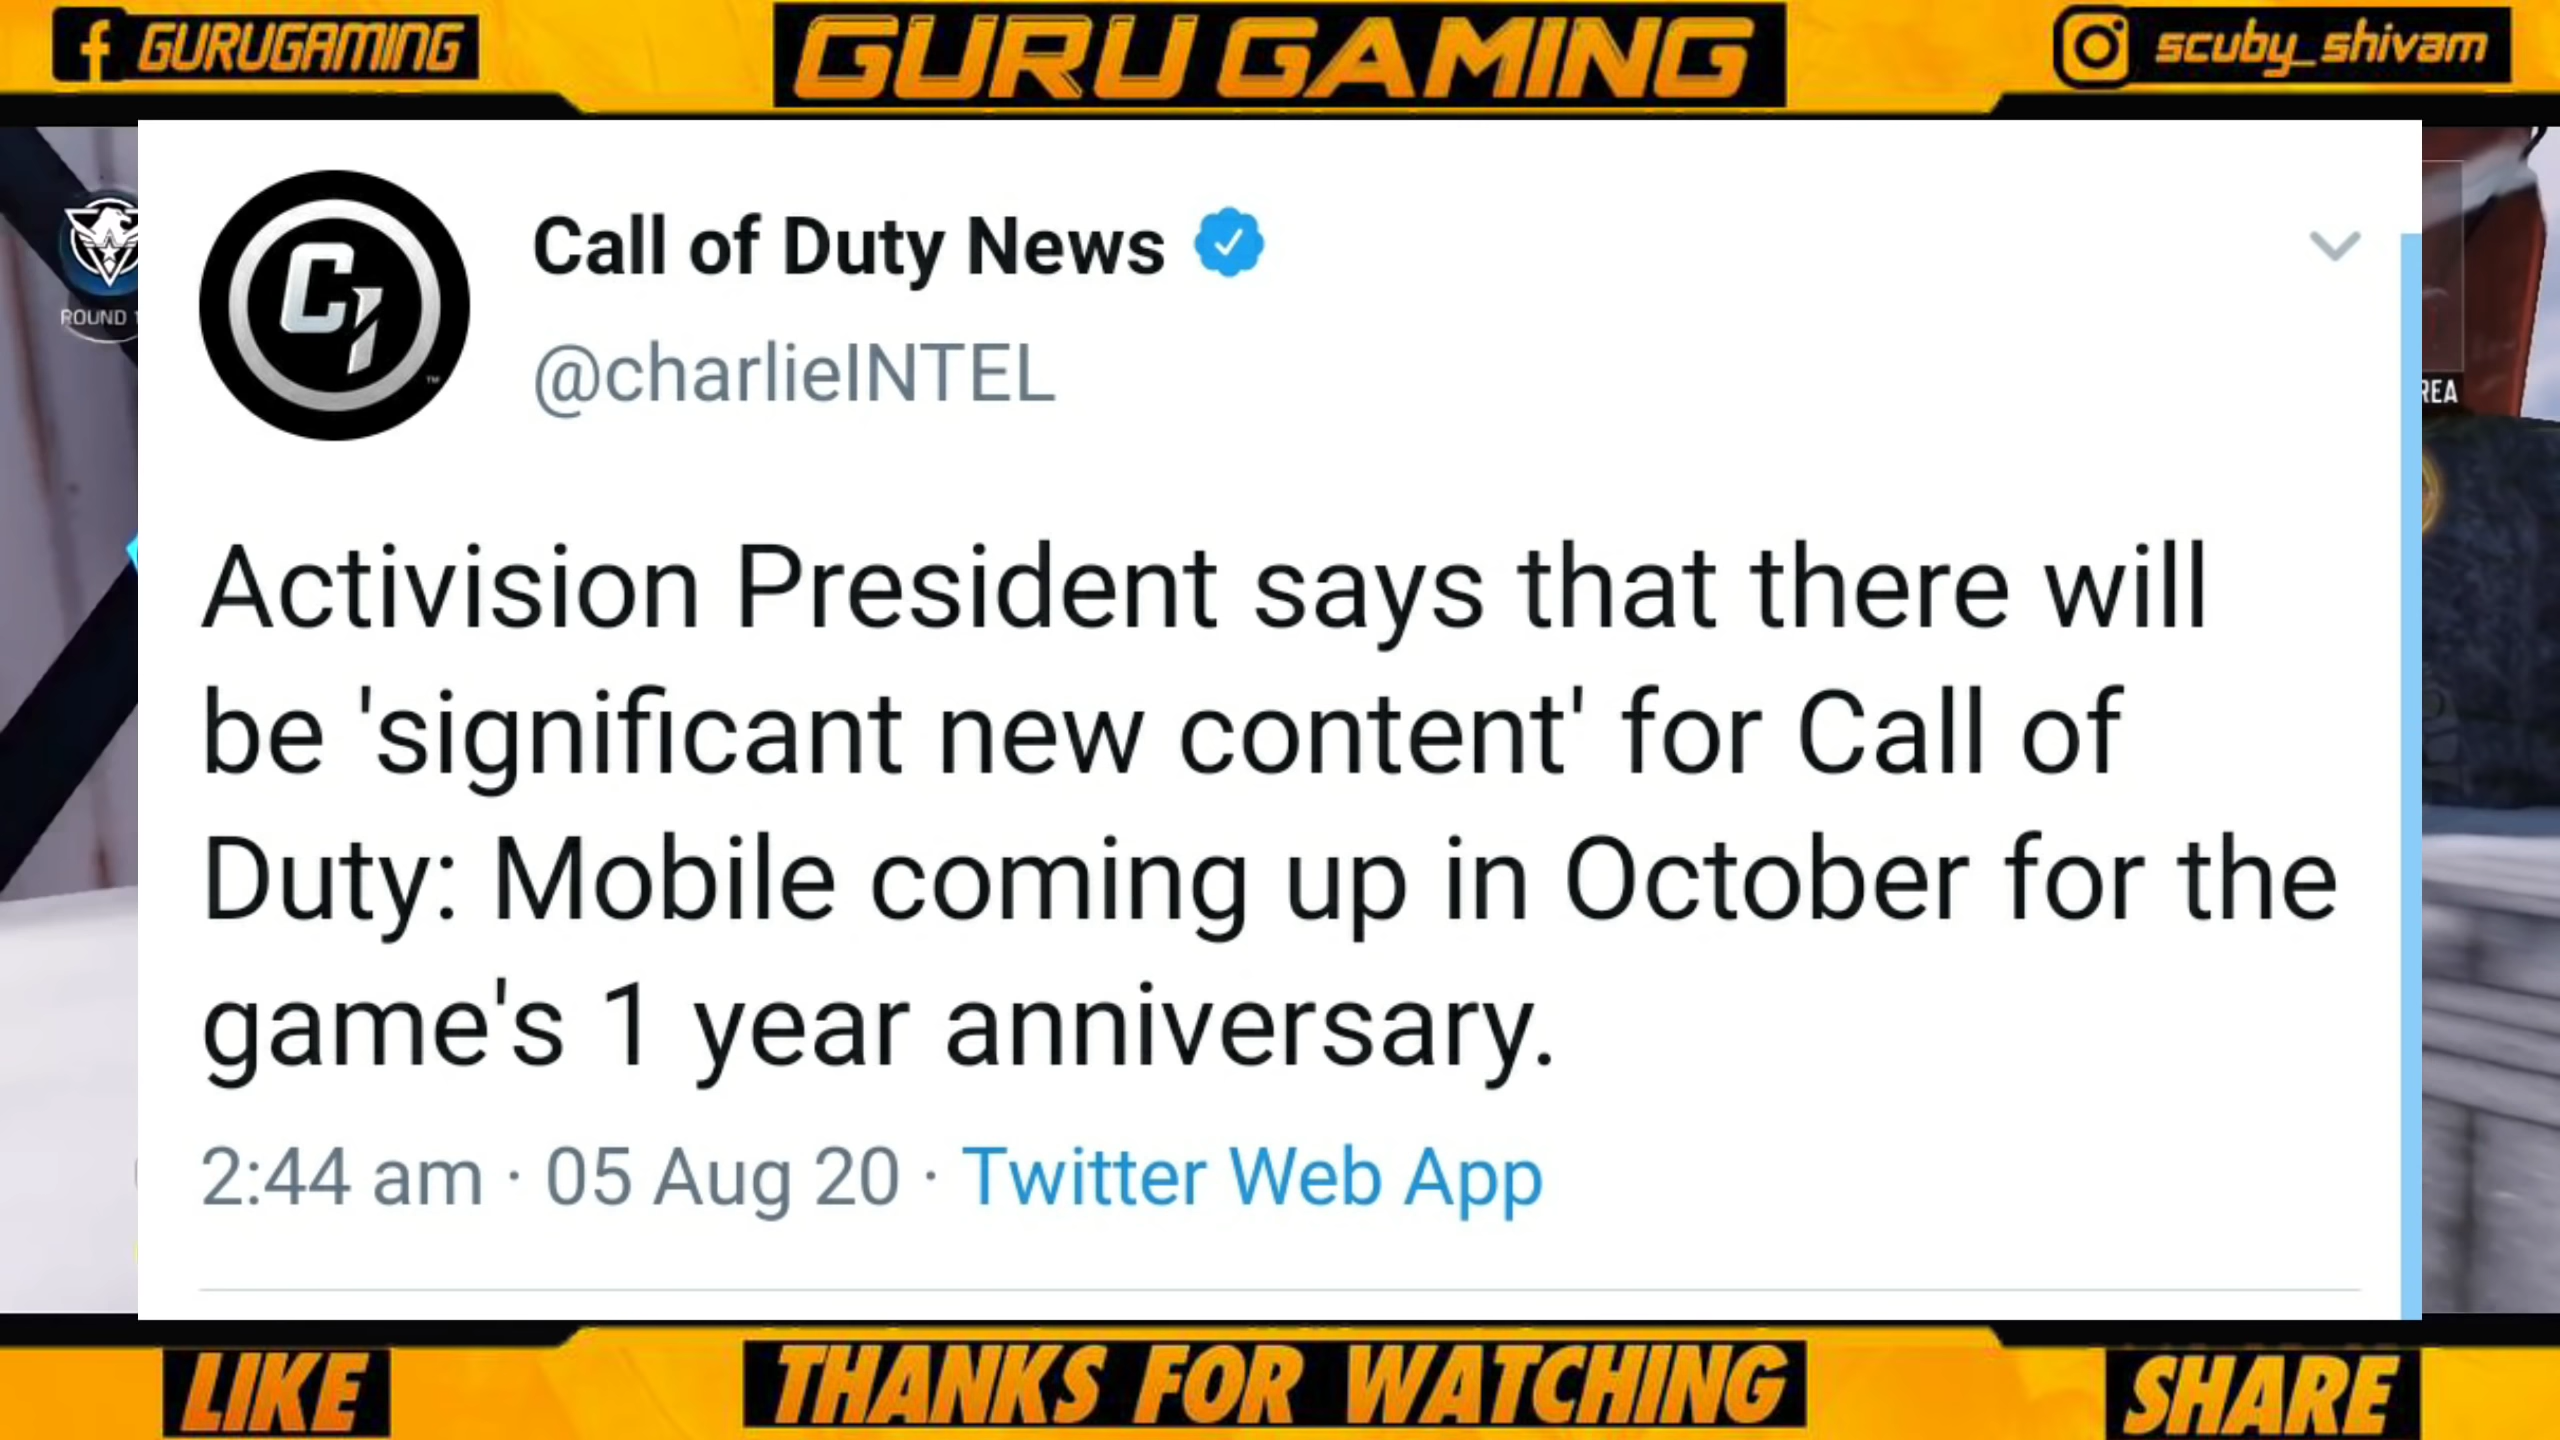 GURUGAMING
GURU GAMING
scuby_shivam
ROUND 1
REA
Call of Duty News
@charlieINTEL
Activision President says that there will
be 'significant new content' for Call of
Duty: Mobile coming up in October for the
game's 1 year anniversary.
2:44 am · 05 Aug 20 · Twitter Web App
LIKE
THANKS FOR WATCHING
SHARE